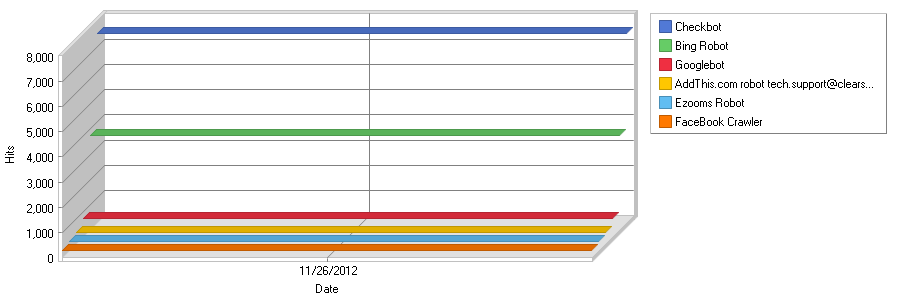 Checkbot
Bing Robot
Googlebot
AddThis.com robot tech.support@clears...
Ezooms Robot
FaceBook Crawler
8,000
7,000
6,000
5,000
4,000
3,000
2,000
1,000
0
Hits
11/26/2012
Date